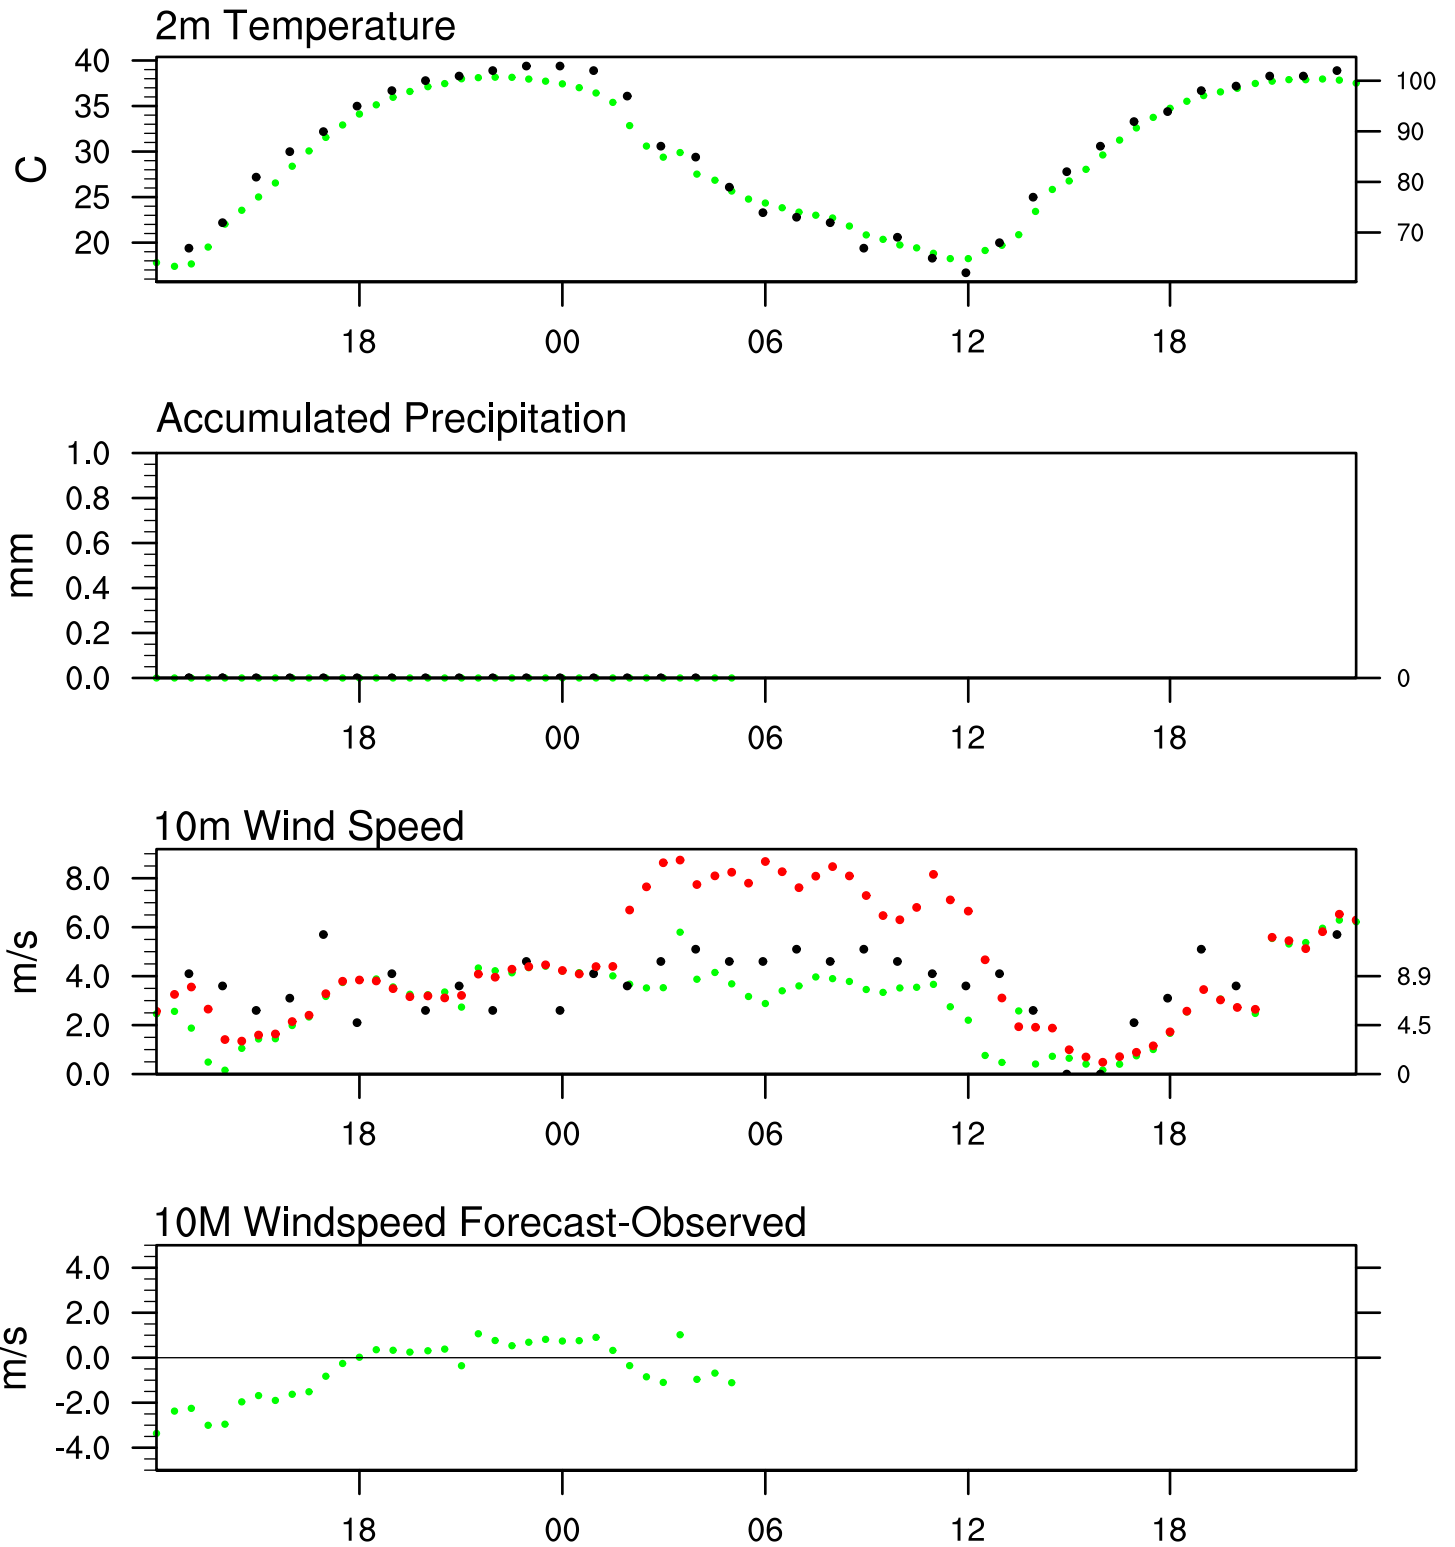 2m Temperature
40
35
30
25
20
C
100
90
80
70
18 00 06 12 18
Accumulated Precipitation
1.0
0.8
0.6
0.4
0.2
0.0
mm
0
18 00 06 12 18
10m Wind Speed
8.0
6.0
4.0
2.0
0.0
m/s
8.9
4.5
0
18 00 06 12 18
10M Windspeed Forecast-Observed
4.0
2.0
0.0
-2.0
-4.0
m/s
18 00 06 12 18